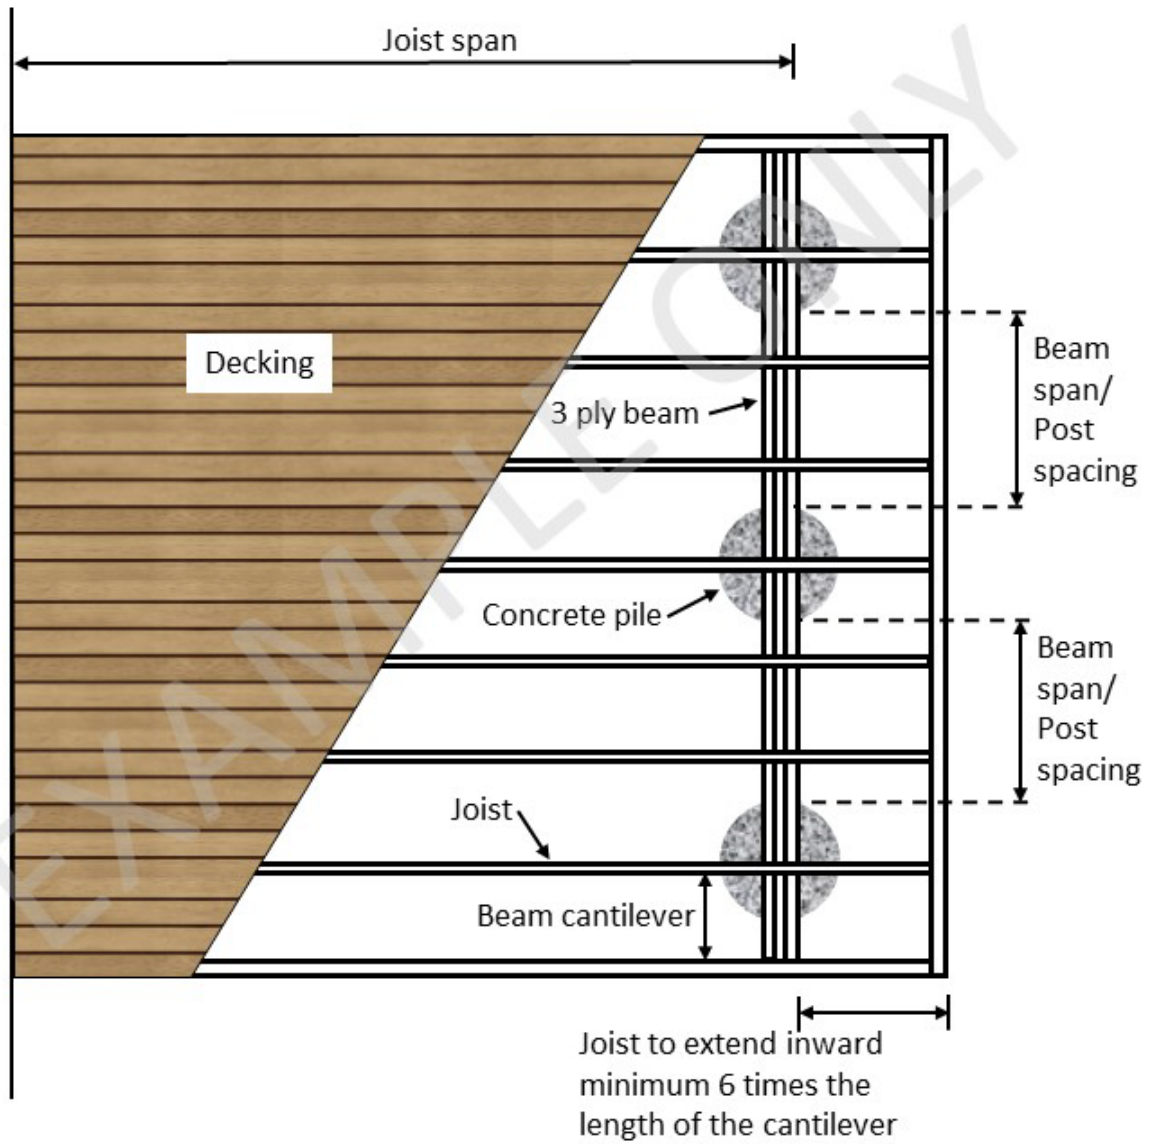 Joist span
EXAMPLE ONLY
Decking
Beam
span/
Post
spacing
3 ply beam
Concrete pile
Beam
span/
Post
spacing
Joist
Beam cantilever
Joist to extend inward
minimum 6 times the
length of the cantilever